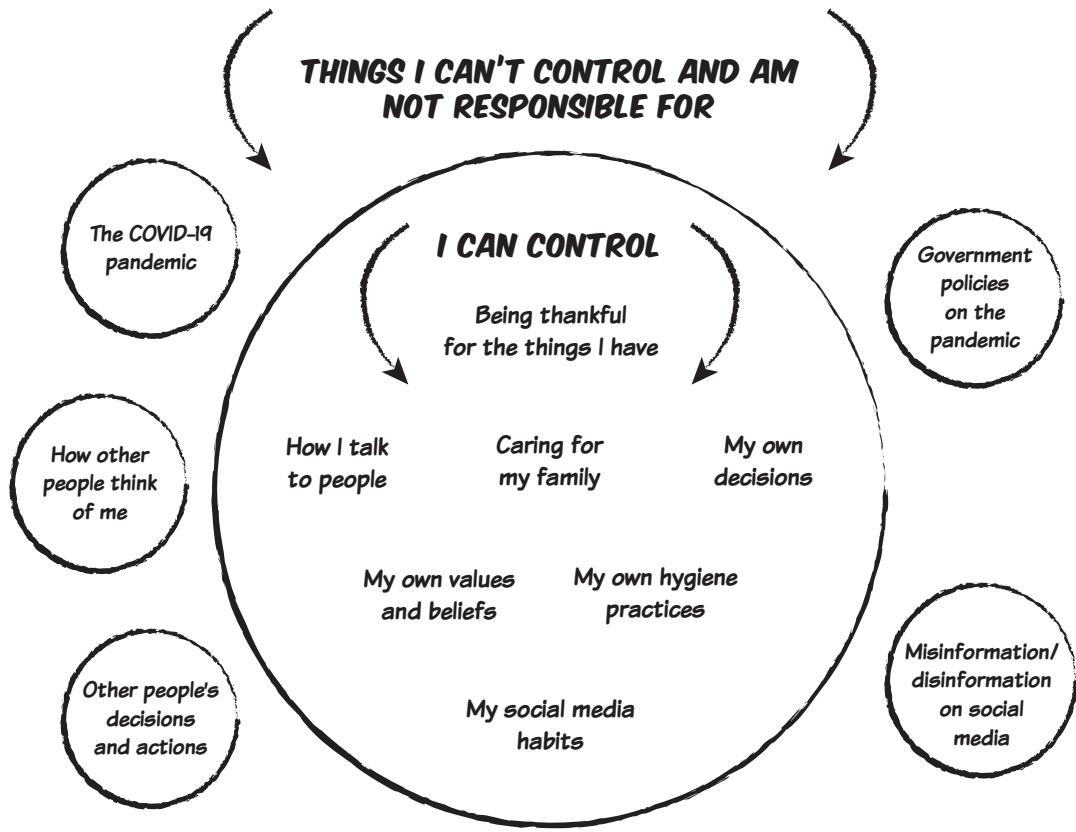 THINGS I CAN'T CONTROL AND AM
NOT RESPONSIBLE FOR
The COVID-19
pandemic
How other
people think
of me
Other people's
decisions
and actions
I CAN CONTROL
Being thankful
for the things I have
How I talk
to people
Caring for
my family
My own
decisions
My own values
and beliefs
My own hygiene
practices
My social media
habits
Government
policies
on the
pandemic
Misinformation/
disinformation
on social
media